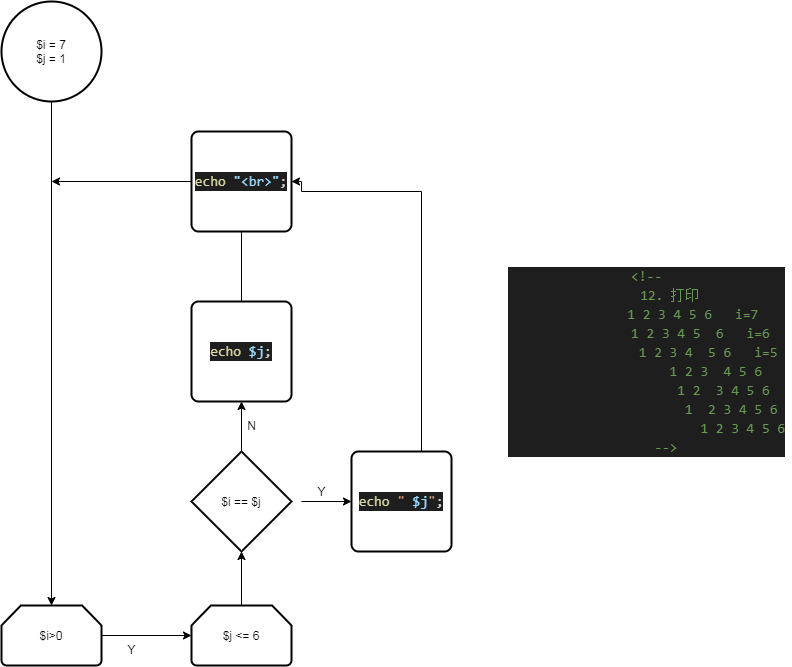 $i = 7
$j = 1
echo "<br>";
echo $j;
N
$i == $j
Y
echo " $j";
$i>0
Y
$j <= 6
<!--
12. 打印
1 2 3 4 5 6   i=7
1 2 3 4 5  6   i=6
1 2 3 4  5 6   i=5
1 2 3  4 5 6
1 2  3 4 5 6
1  2 3 4 5 6
1 2 3 4 5 6
-->